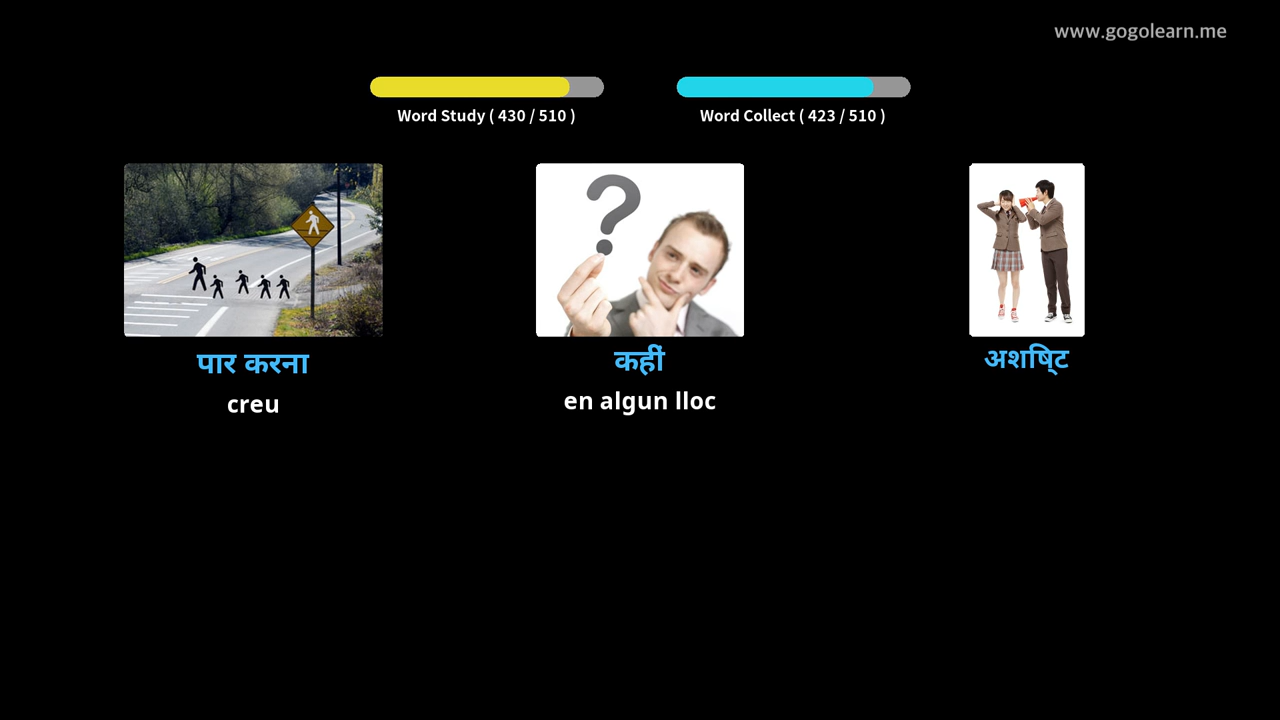 www.gogolearn.me
Word Study ( 430 / 510 )
Word Collect ( 423 / 510 )
पार करना
कहीं
अशिष्ट
creu
en algun lloc